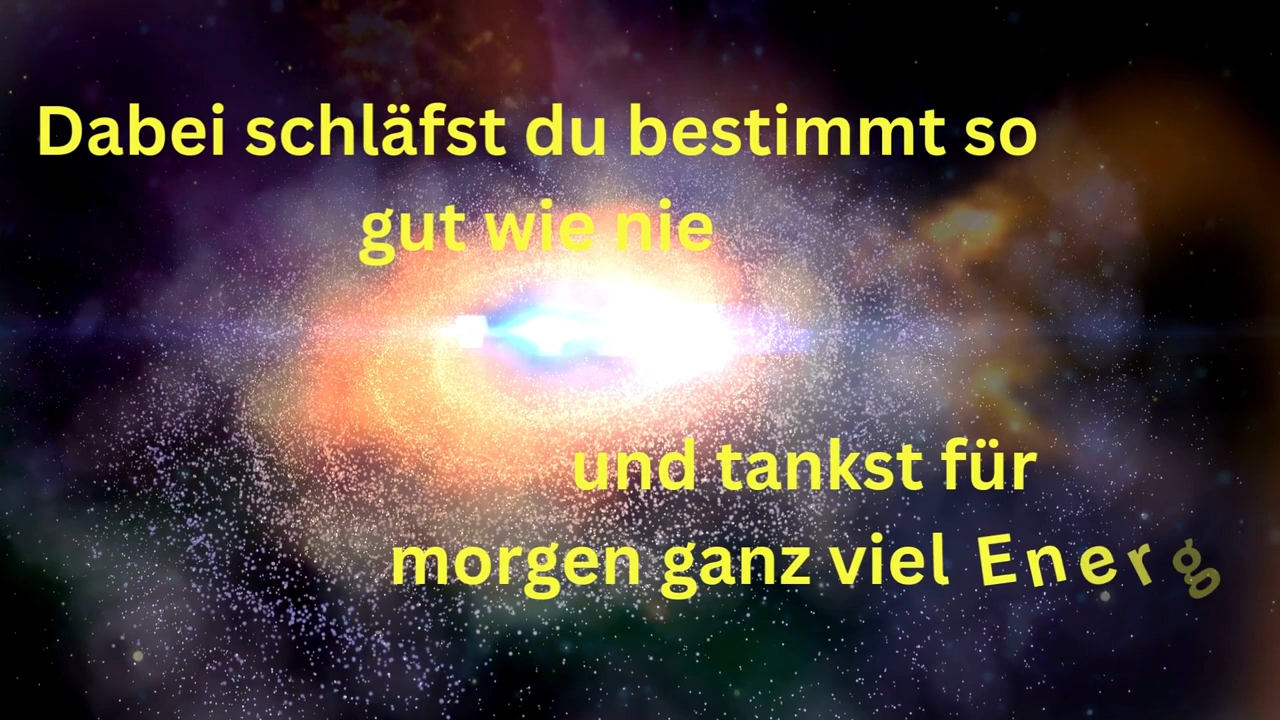 Dabei schläfst du bestimmt so
gut wie nie
und tankst für
morgen ganz viel Energ